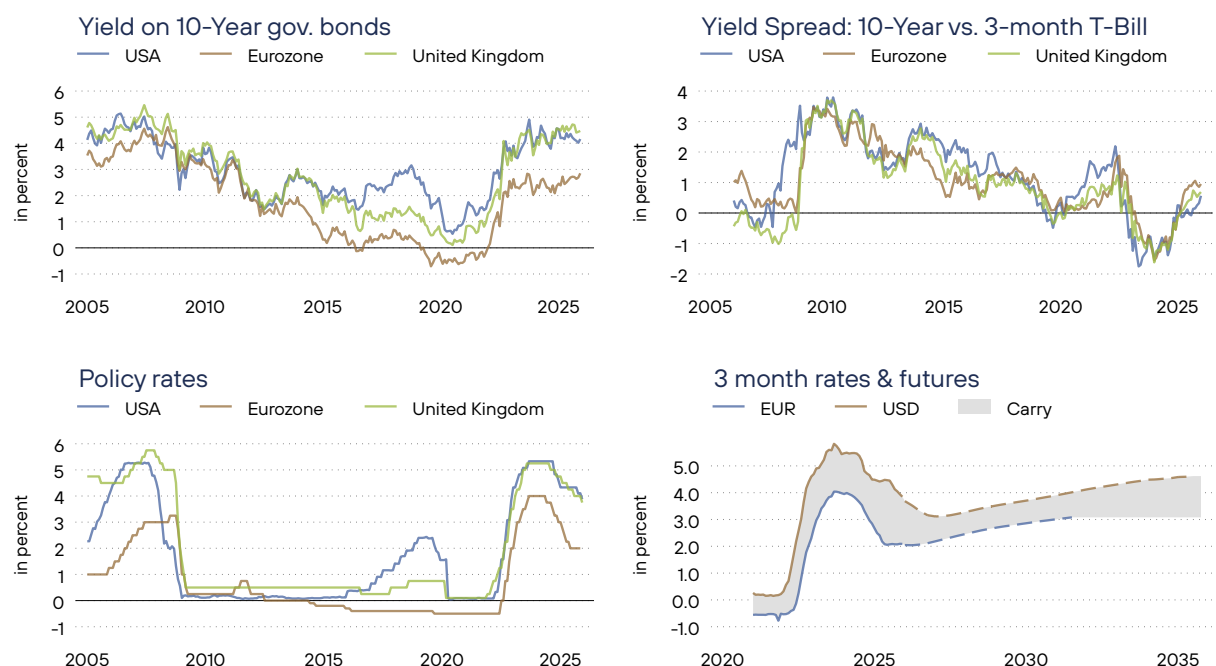 Yield on 10-Year gov. bonds
USA Eurozone United Kingdom
in percent
6
5
4
3
2
1
0
-1
2005 2010 2015 2020 2025
Yield Spread: 10-Year vs. 3-month T-Bill
USA Eurozone United Kingdom
in percent
4
3
2
1
0
-1
-2
2005 2010 2015 2020 2025
Policy rates
USA Eurozone United Kingdom
in percent
6
5
4
3
2
1
0
-1
2005 2010 2015 2020 2025
3 month rates & futures
EUR USD Carry
in percent
5.0
4.0
3.0
2.0
1.0
0.0
-1.0
2020 2025 2030 2035